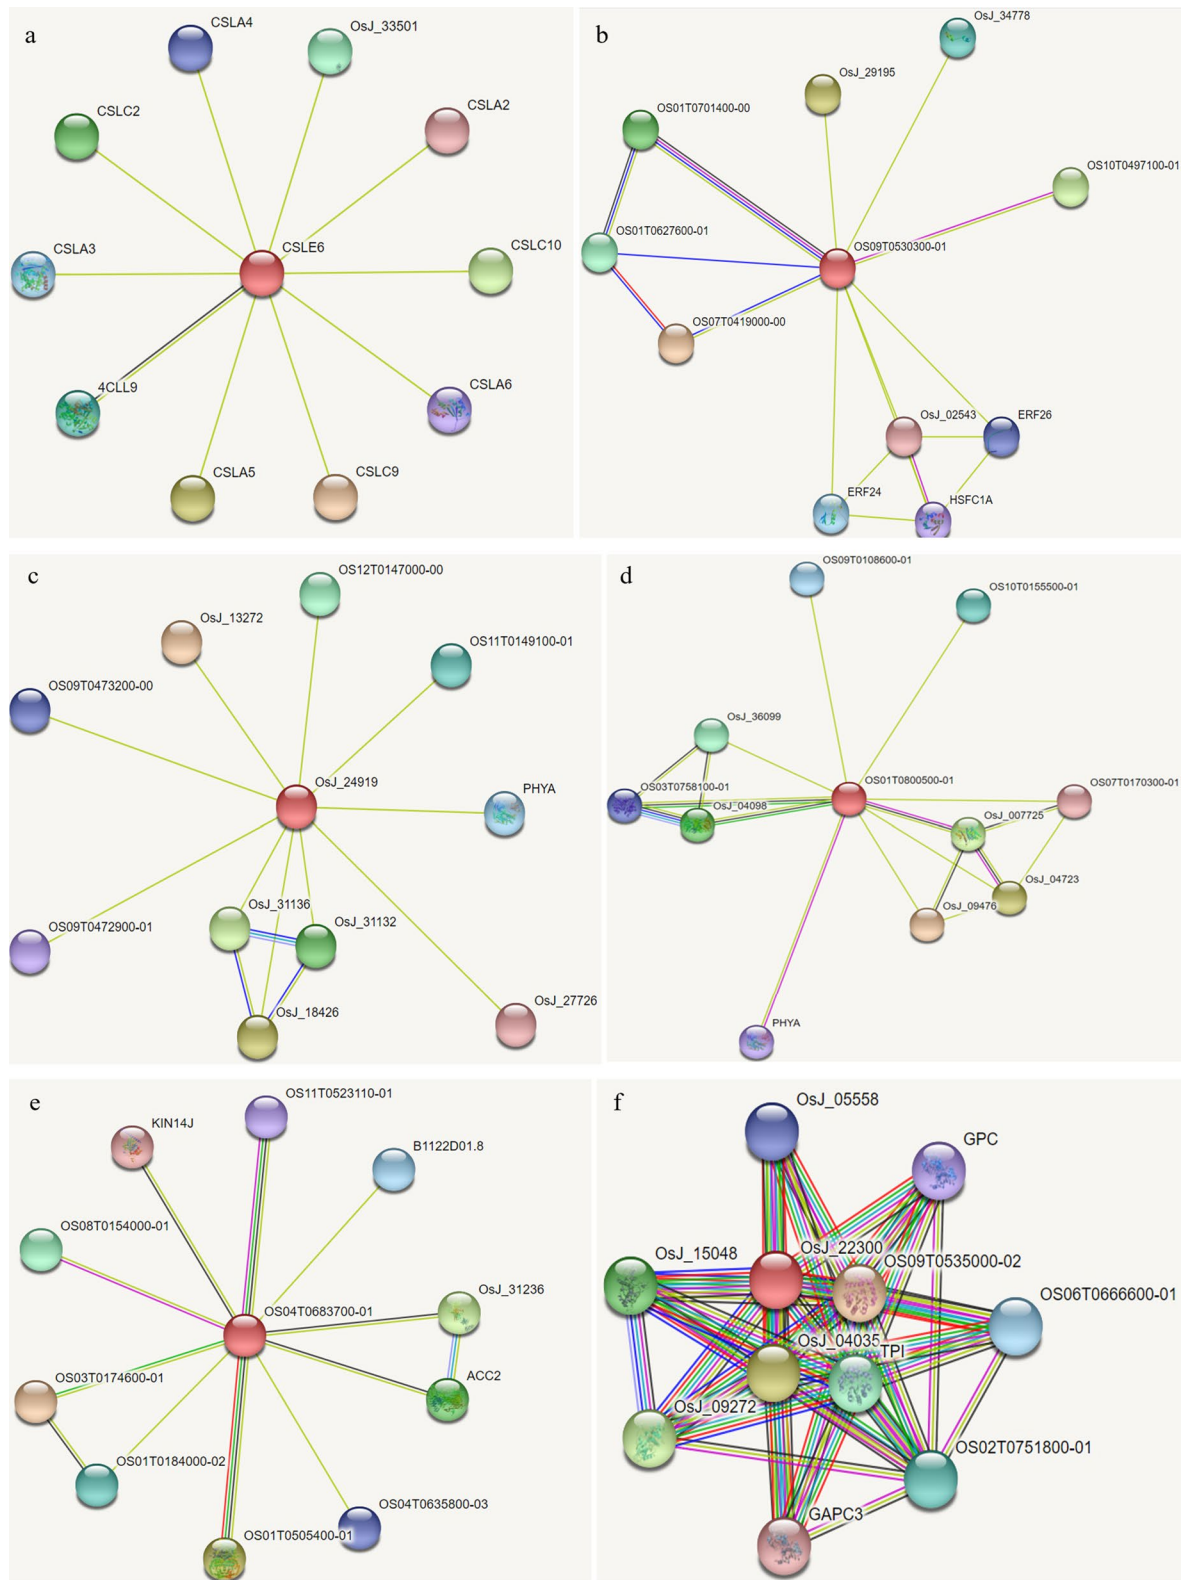 a
CSLA4
OsJ_33501
CSLC2
CSLA2
CSLA3
CSLE6
CSLC10
4CLL9
CSLA6
CSLA5
CSLC9
b
OsJ_34778
OsJ_29195
OS01T0701400-00
OS10T0497100-01
OS01T0627600-01
OS09T0530300-01
OS07T0419000-00
OsJ_02543
ERF26
ERF24
HSFC1A
c
OS12T0147000-00
OsJ_13272
OS11T0149100-01
OS09T0473200-00
OsJ_24919
PHYA
OsJ_31136
OsJ_31132
OS09T0472900-01
OsJ_18426
OsJ_27726
d
OS09T0108600-01
OS10T0155500-01
OsJ_36099
OS03T0758100-01
OS01T0800500-01
OS07T0170300-01
OsJ_04098
OsJ_007725
OsJ_04723
OsJ_09476
PHYA
e
OS11T0523110-01
KIN14J
B1122D01.8
OS08T0154000-01
OsJ_31236
OS04T0683700-01
OS03T0174600-01
ACC2
OS01T0184000-02
OS04T0635800-03
OS01T0505400-01
f
OsJ_05558
GPC
OsJ_15048
OsJ_22300
OS09T0535000-02
OS06T0666600-01
OsJ_04035
TPI
OsJ_09272
OS02T0751800-01
GAPC3